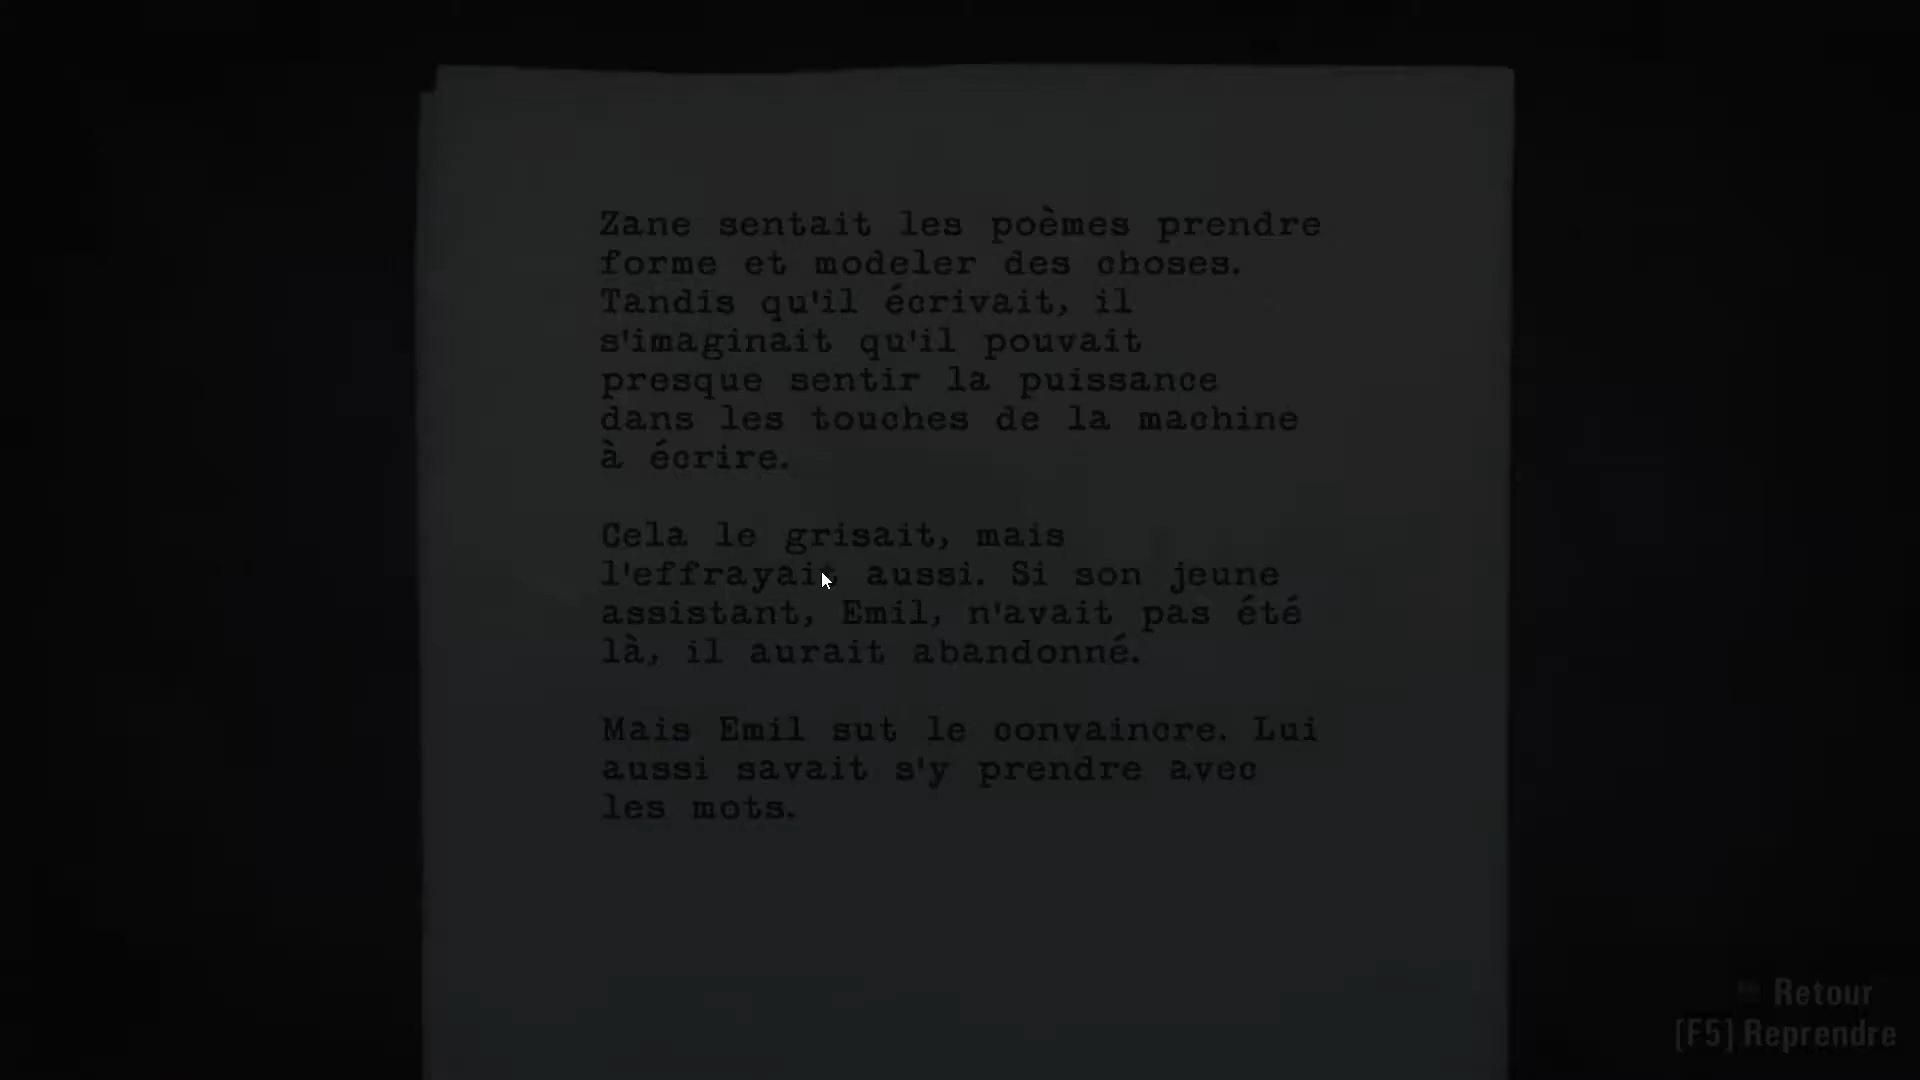 Zane sentait les poèmes prendre
forme et modeler des choses.
Tandis qu'il écrivait, il
s'imaginait qu'il pouvait
presque sentir la puissance
dans les touches de la machine
à écrire.
Cela le grisait, mais
l'effrayait aussi. Si son jeune
assistant, Emil, n'avait pas été
là, il aurait abandonné.
Mais Emil sut le convaincre. Lui
aussi savait s'y prendre avec
les mots.
Retour
[F5] Reprendre